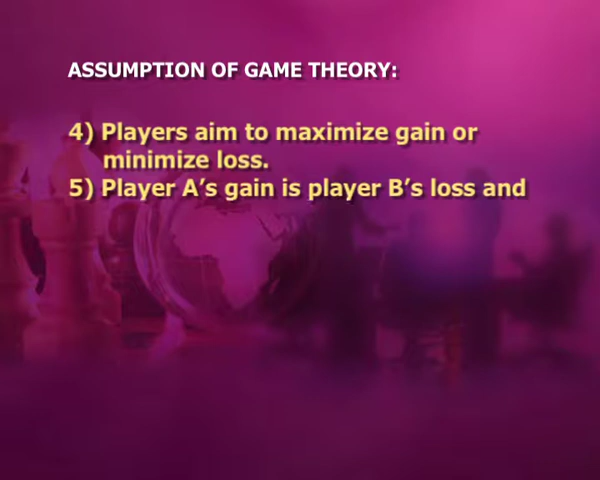 ASSUMPTION OF GAME THEORY:
4) Players aim to maximize gain or
minimize loss.
5) Player A’s gain is player B’s loss and